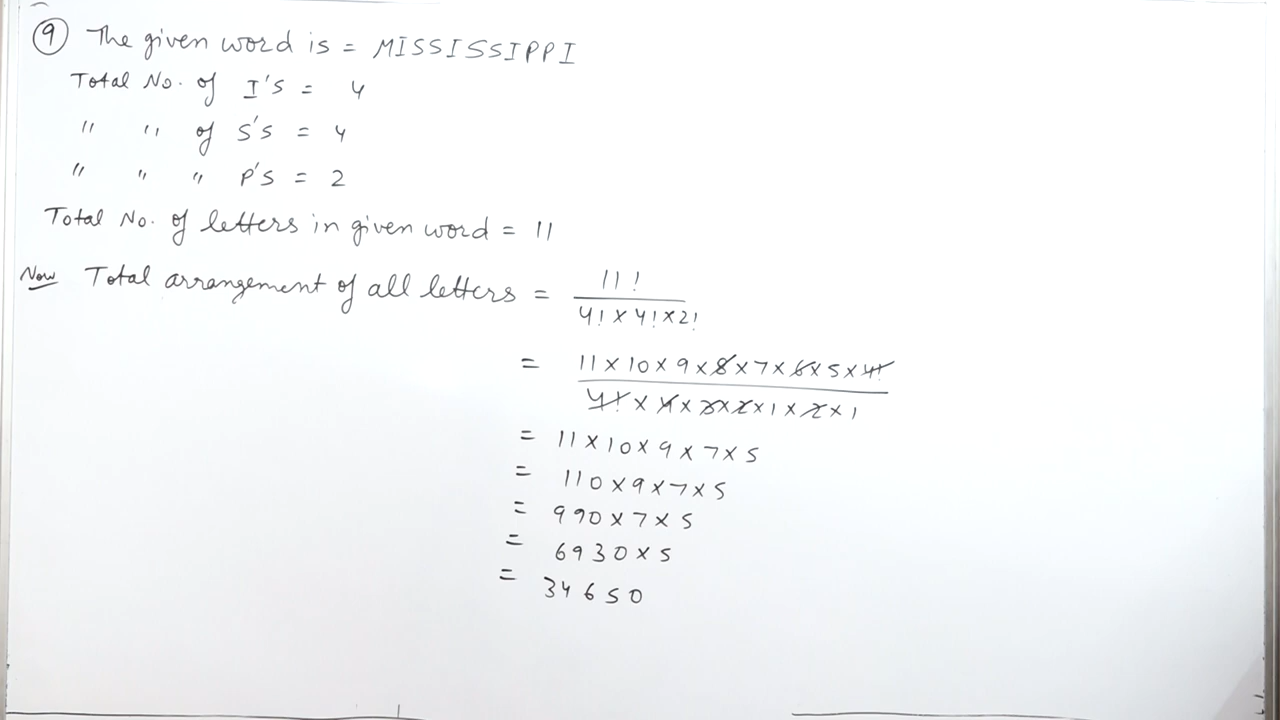 9 The given word is = MISSISSIPPI
Total No. of I's = 4
" " of S's = 4
" " " P's = 2
Total No. of letters in given word = 11
Now Total arrangement of all letters = 11! / 4! × 4! × 2!
= 11 × 10 × 9 × 8 × 7 × 6 × 5 × 4! / 4! × 4 × 3 × 2 × 1 × 2 × 1
= 11 × 10 × 9 × 7 × 5
= 110 × 9 × 7 × 5
= 990 × 7 × 5
= 6930 × 5
= 34650